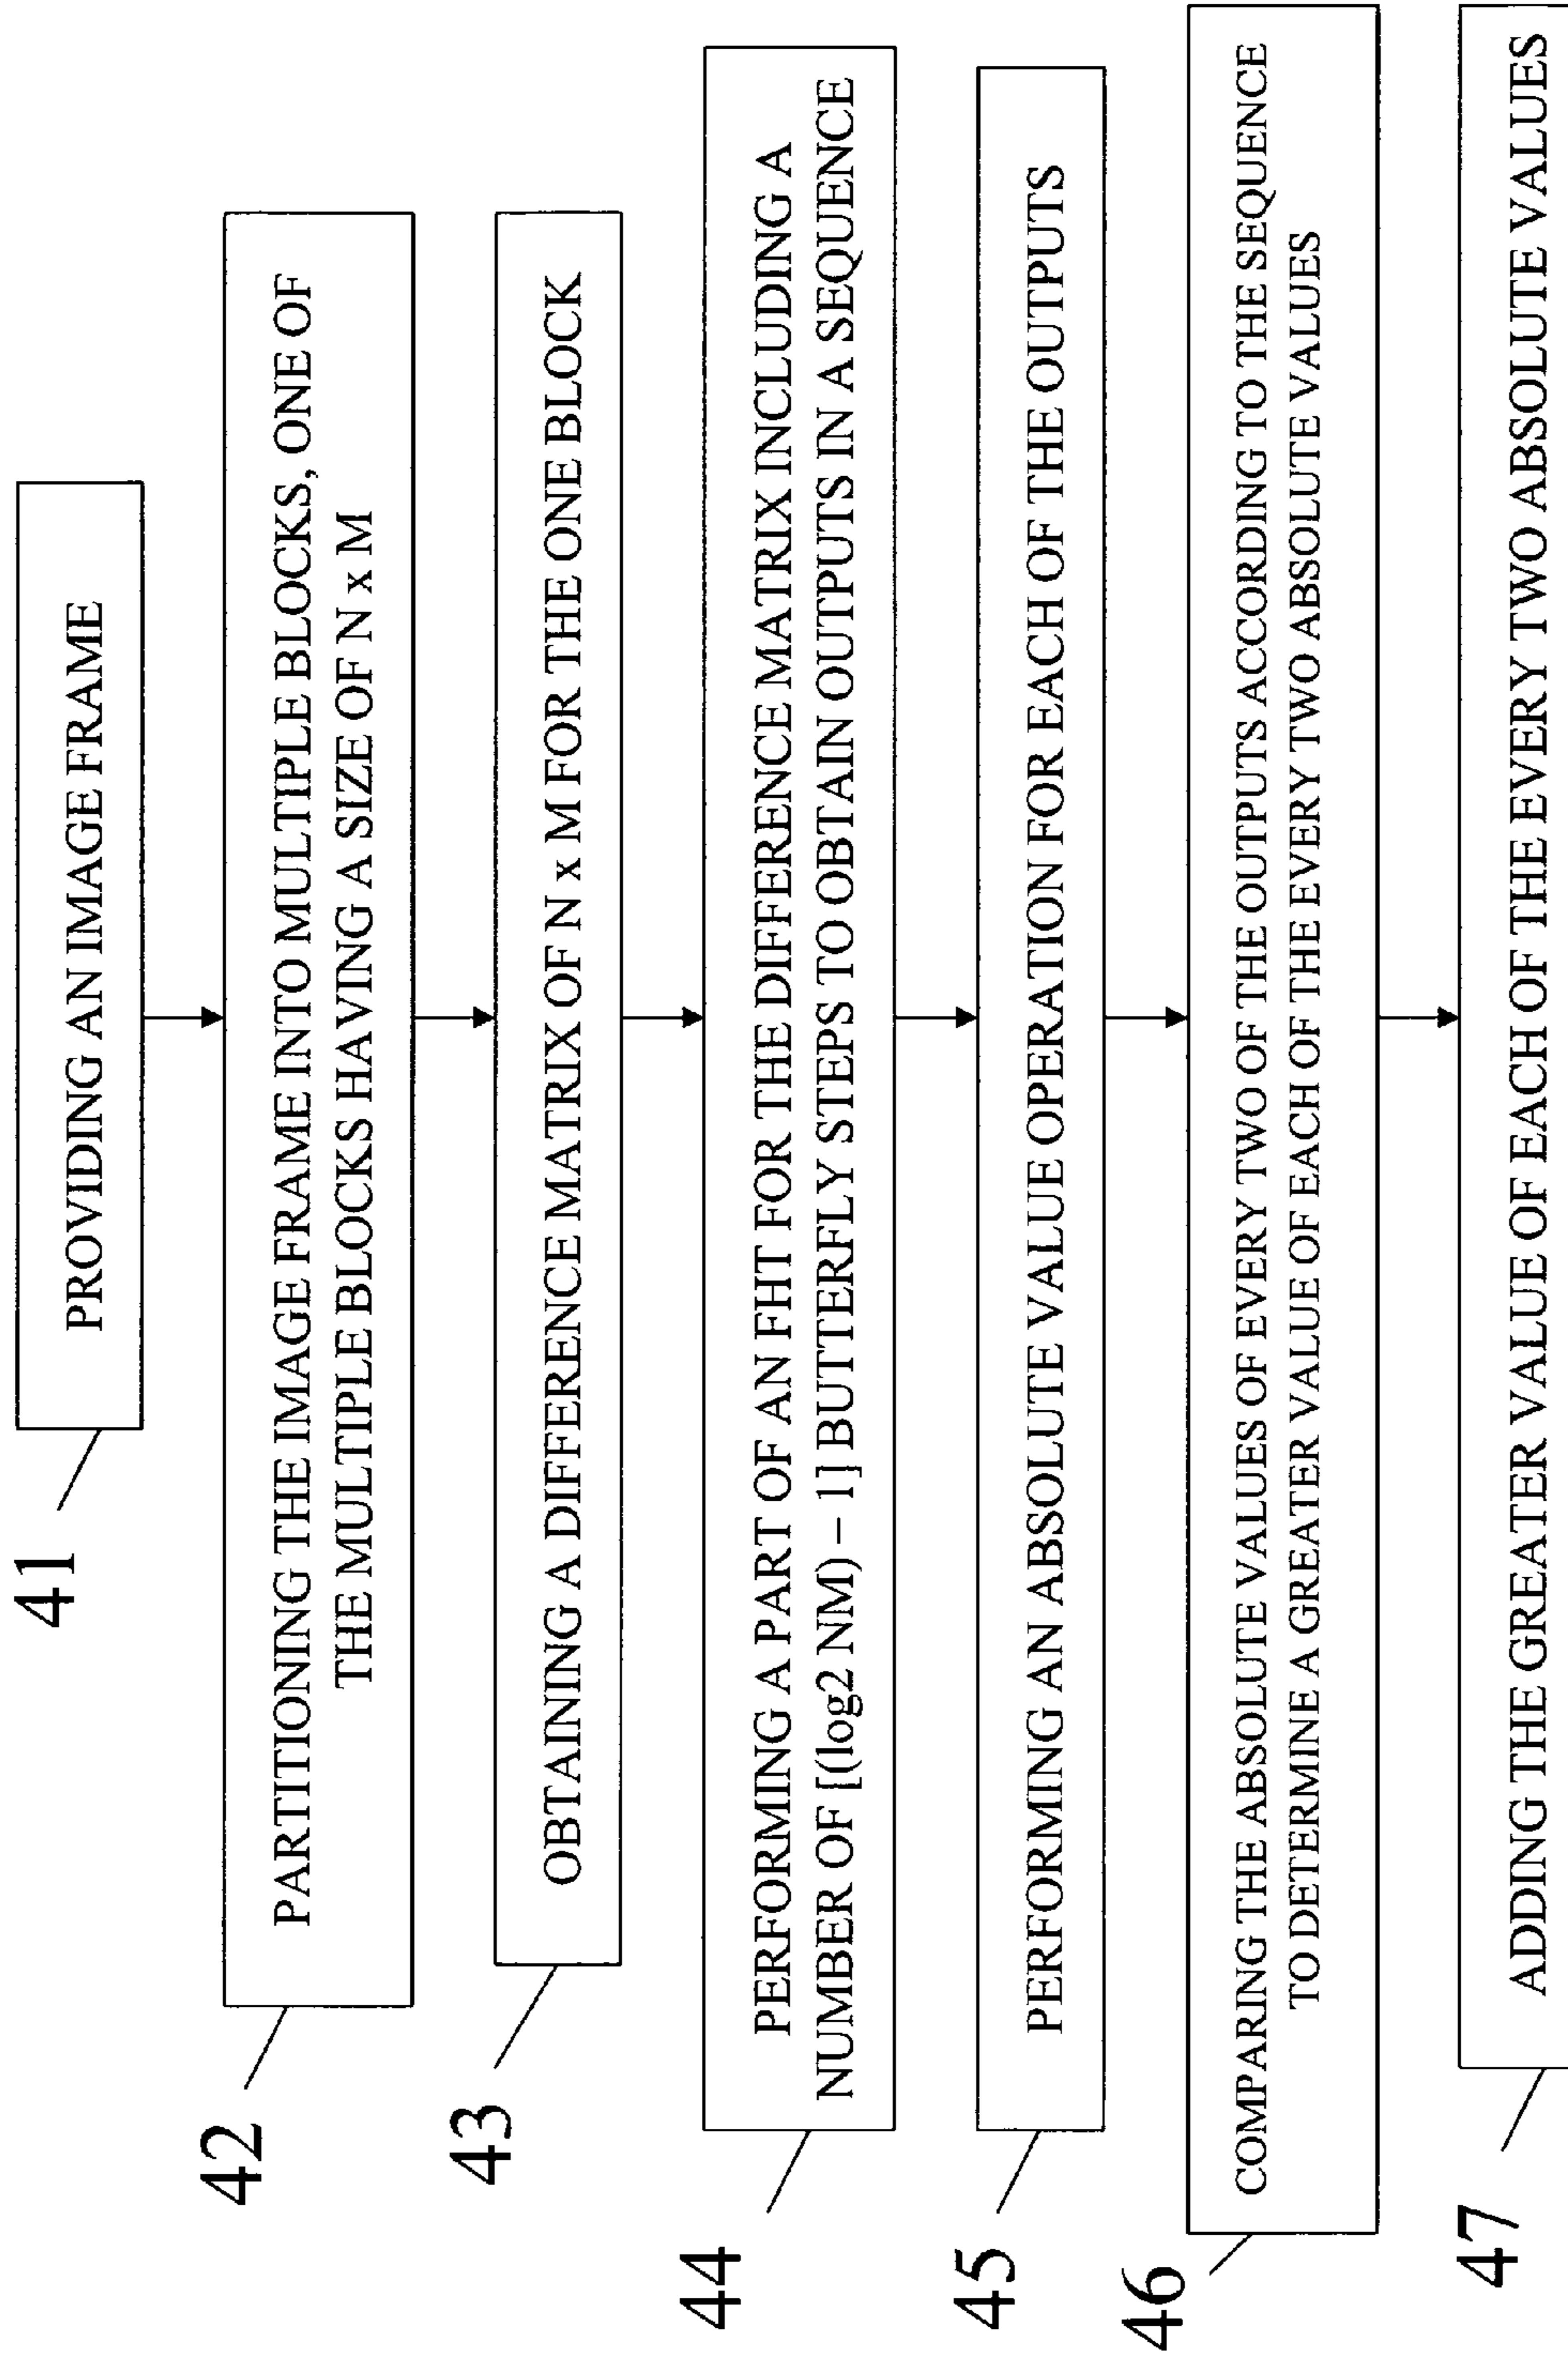 41
PROVIDING AN IMAGE FRAME
42
PARTITIONING THE IMAGE FRAME INTO MULTIPLE BLOCKS, ONE OF
THE MULTIPLE BLOCKS HAVING A SIZE OF N x M
43
OBTAINING A DIFFERENCE MATRIX OF N x M FOR THE ONE BLOCK
44
PERFORMING A PART OF AN FHT FOR THE DIFFERENCE MATRIX INCLUDING A
NUMBER OF [(log2 NM) – 1] BUTTERFLY STEPS TO OBTAIN OUTPUTS IN A SEQUENCE
45
PERFORMING AN ABSOLUTE VALUE OPERATION FOR EACH OF THE OUTPUTS
46
COMPARING THE ABSOLUTE VALUES OF EVERY TWO OF THE OUTPUTS ACCORDING TO THE SEQUENCE
TO DETERMINE A GREATER VALUE OF EACH OF THE EVERY TWO ABSOLUTE VALUES
47
ADDING THE GREATER VALUE OF EACH OF THE EVERY TWO ABSOLUTE VALUES